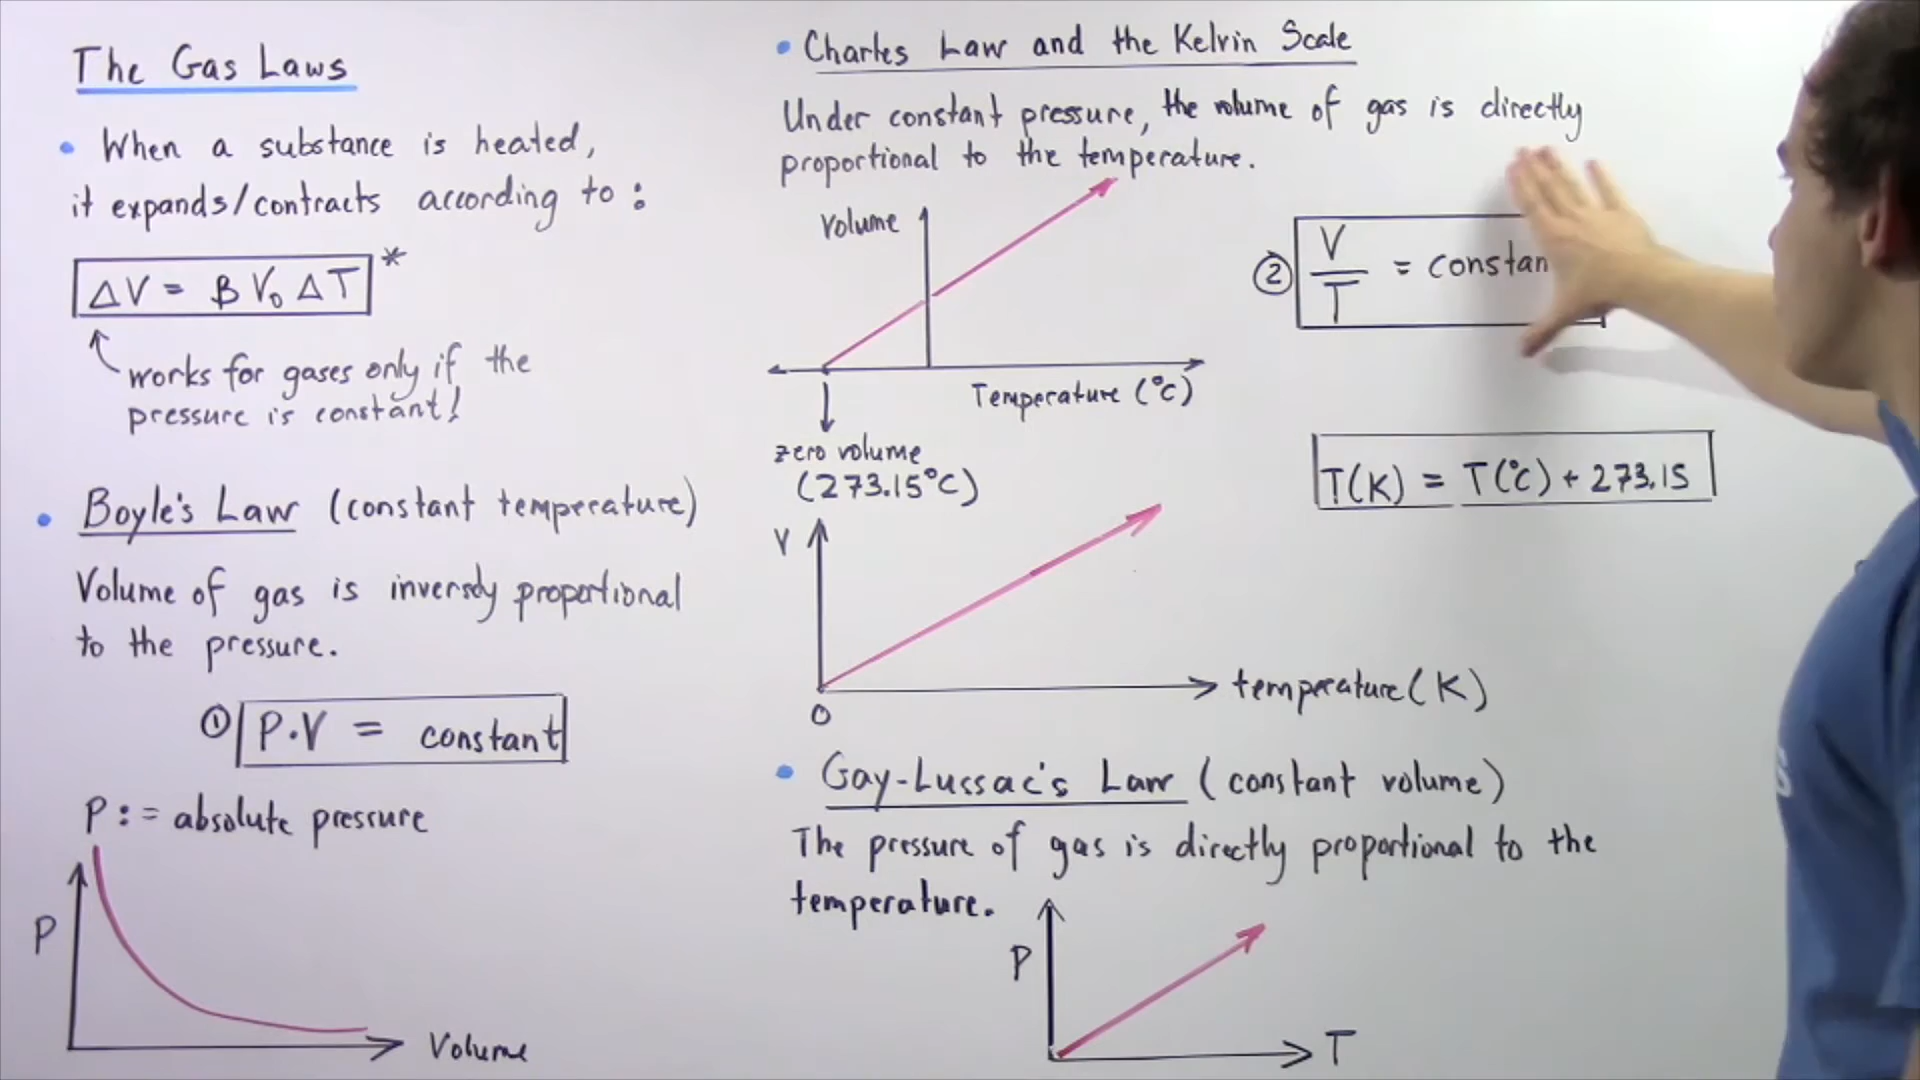 The Gas Laws
• When a substance is heated,
it expands/contracts according to:
ΔV = β V₀ ΔT *
works for gases only if the
pressure is constant!
• Boyle's Law (constant temperature)
Volume of gas is inversely proportional
to the pressure.
① P·V = constant
P := absolute pressure
P
Volume
• Charles Law and the Kelvin Scale
Under constant pressure, the volume of gas is directly
proportional to the temperature.
Volume
Temperature (°C)
zero volume
(273.15°C)
② V/T = constan
T(K) = T(°C) + 273.15
V
0
temperature (K)
• Gay-Lussac's Law (constant volume)
The pressure of gas is directly proportional to the
temperature.
P
T